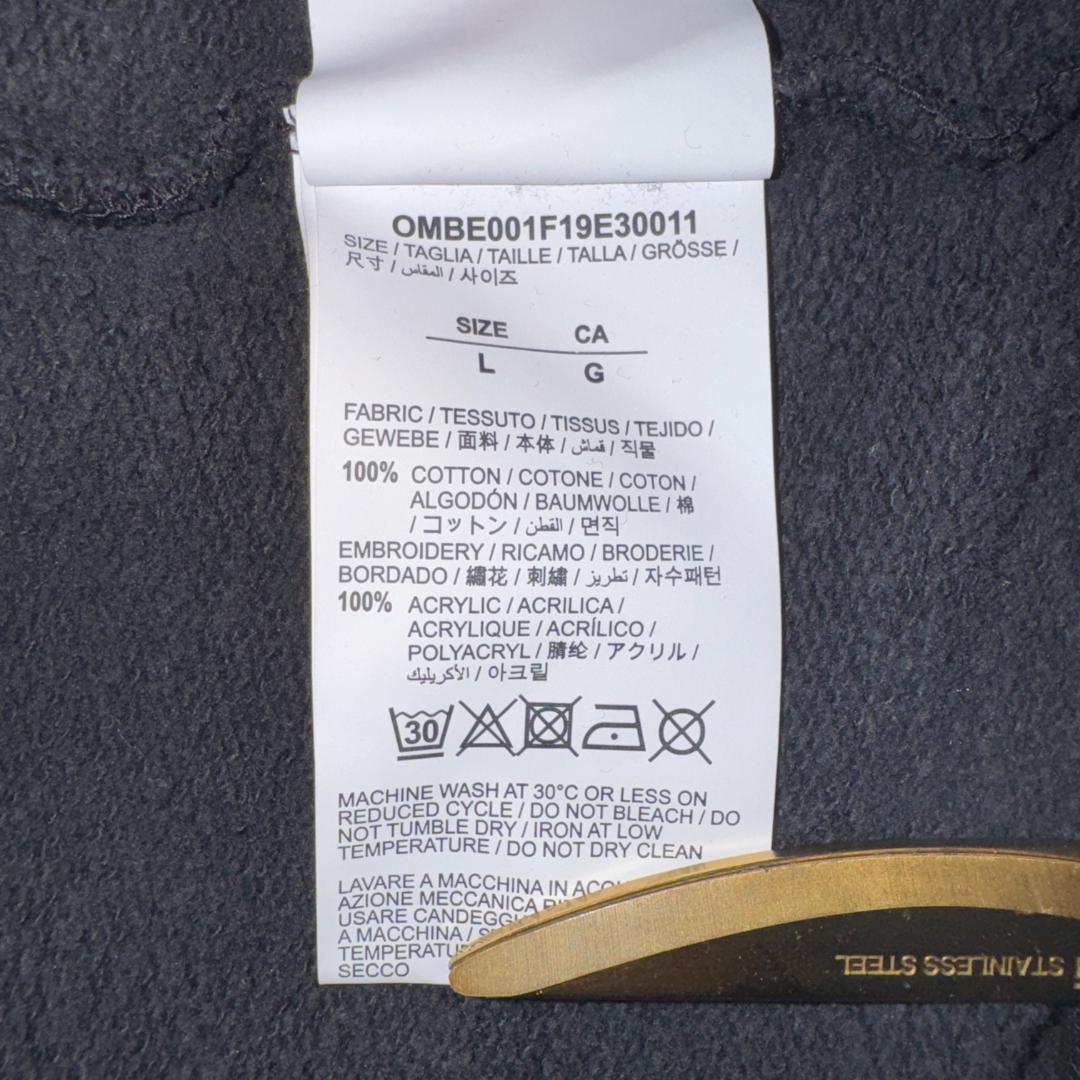 OMBE001F19E30011
SIZE / TAGLIA / TAILLE / TALLA / GRÖSSE /
尺寸 / المقاس / 사이즈
SIZE CA
L G
FABRIC / TESSUTO / TISSUS / TEJIDO /
GEWEBE / 面料 / 本体 / قماش / 직물
100% COTTON / COTONE / COTON /
ALGODÓN / BAUMWOLLE / 棉
/ コットン / القطن / 면직
EMBROIDERY / RICAMO / BRODERIE /
BORDADO / 繡花 / 刺繍 / تطريز / 자수패턴
100% ACRYLIC / ACRILICA /
ACRYLIQUE / ACRÍLICO /
POLYACRYL / 腈纶 / アクリル /
الأكريليك / 아크릴
30
MACHINE WASH AT 30°C OR LESS ON
REDUCED CYCLE / DO NOT BLEACH / DO
NOT TUMBLE DRY / IRON AT LOW
TEMPERATURE / DO NOT DRY CLEAN
LAVARE A MACCHINA IN
AZIONE MECCANICA
USARE
A MACCHINA /
SECCO
STAINLESS STEEL